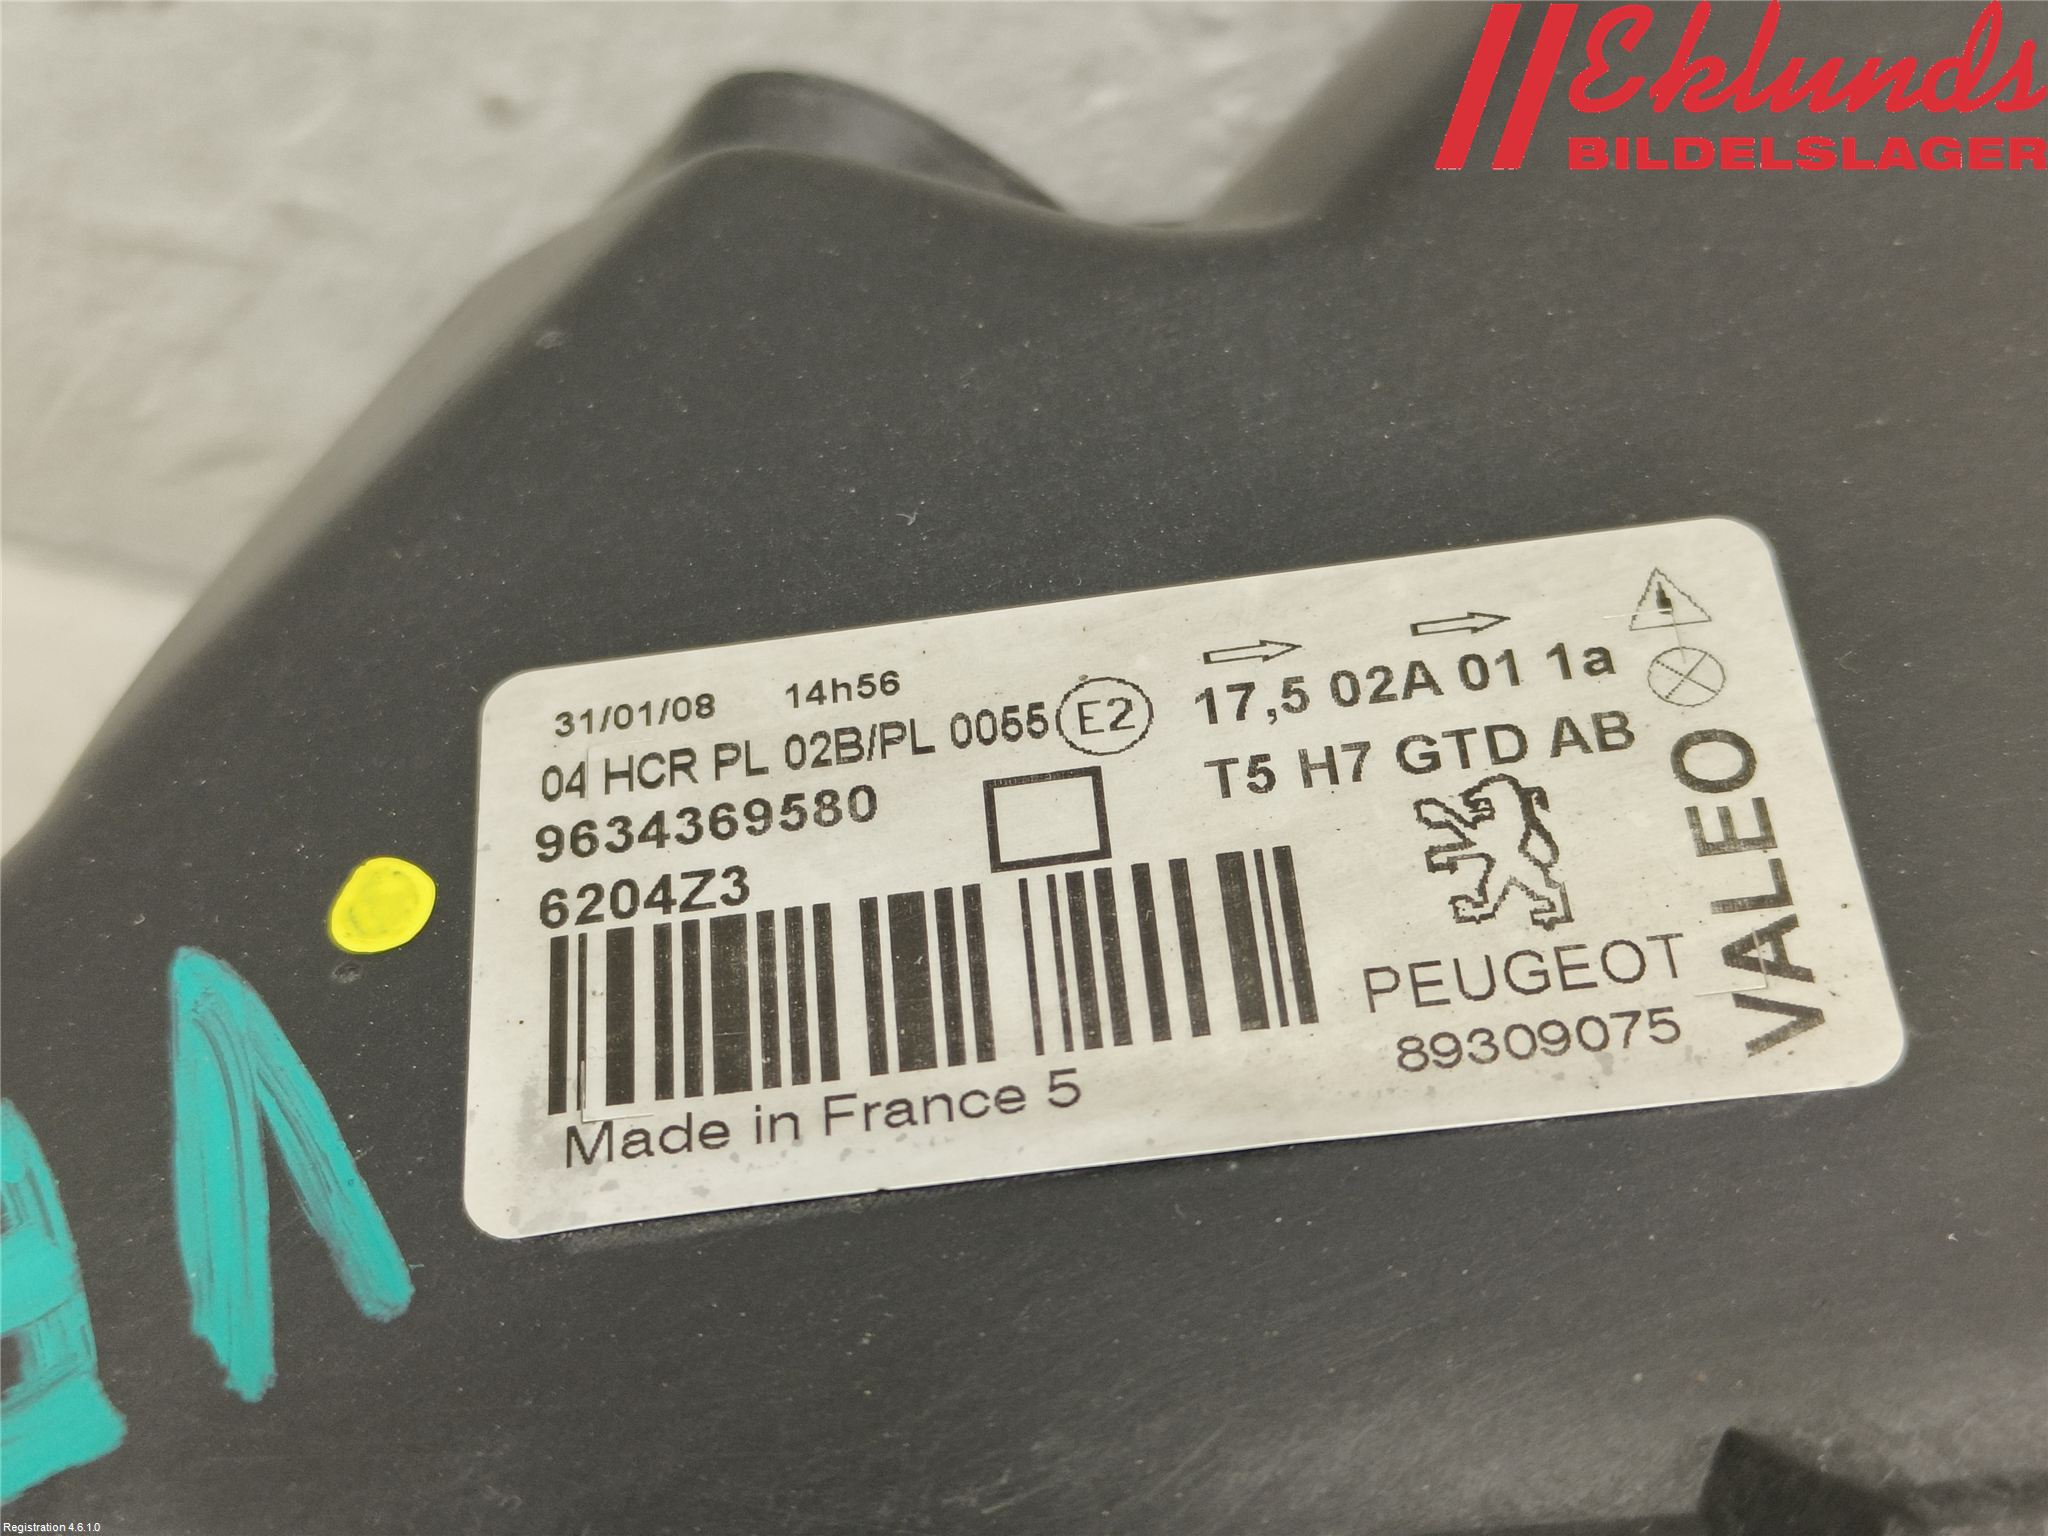 Eklunds
BILDELSLAGER
31/01/08 14h56
04 HCR PL 02B/PL 0055 E2
17,5 02A 01 1a
T5 H7 GTD AB
9634369580
6204Z3
PEUGEOT
89309075
VALEO
Made in France 5
Registration 4.6.1.0